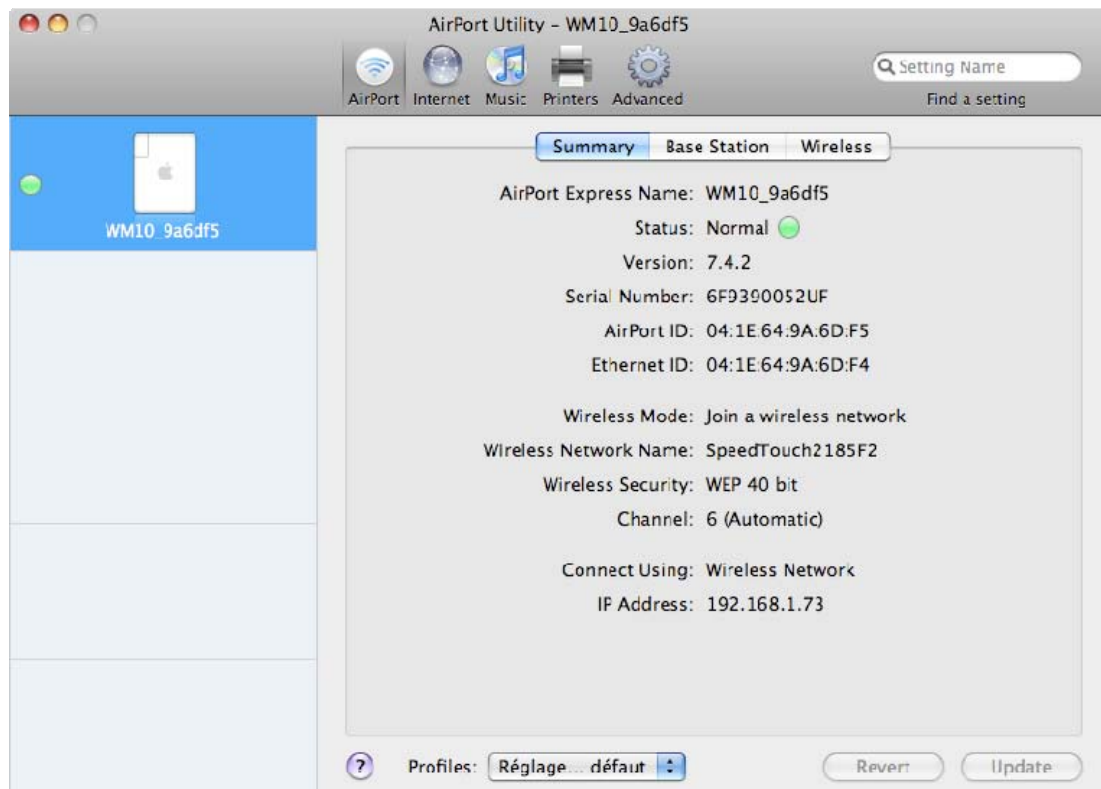 AirPort Utility – WM10_9a6df5
AirPort Internet Music Printers Advanced
Setting Name
Find a setting
WM10_9a6df5
Summary Base Station Wireless
AirPort Express Name: WM10_9a6df5
Status: Normal
Version: 7.4.2
Serial Number: 6F9390052UF
AirPort ID: 04:1E:64:9A:6D:F5
Ethernet ID: 04:1E:64:9A:6D:F4
Wireless Mode: Join a wireless network
Wireless Network Name: SpeedTouch2185F2
Wireless Security: WEP 40 bit
Channel: 6 (Automatic)
Connect Using: Wireless Network
IP Address: 192.168.1.73
? Profiles: Réglage... défaut Revert Update